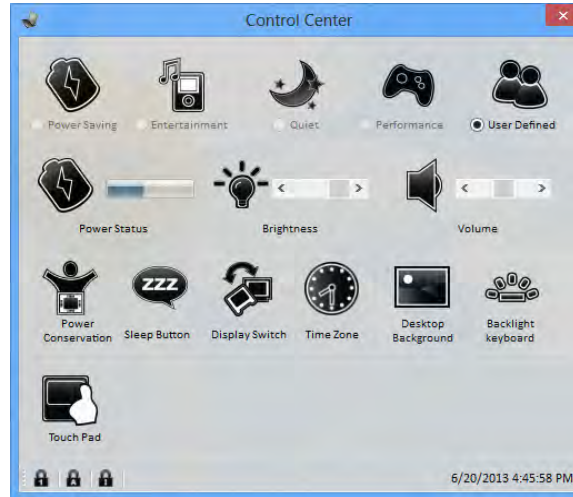 Control Center
Power Saving Entertainment Quiet Performance User Defined
Power Status Brightness Volume
ZZZ
Power Conservation Sleep Button Display Switch Time Zone Desktop Background Backlight keyboard
Touch Pad
1 A
6/20/2013 4:45:58 PM